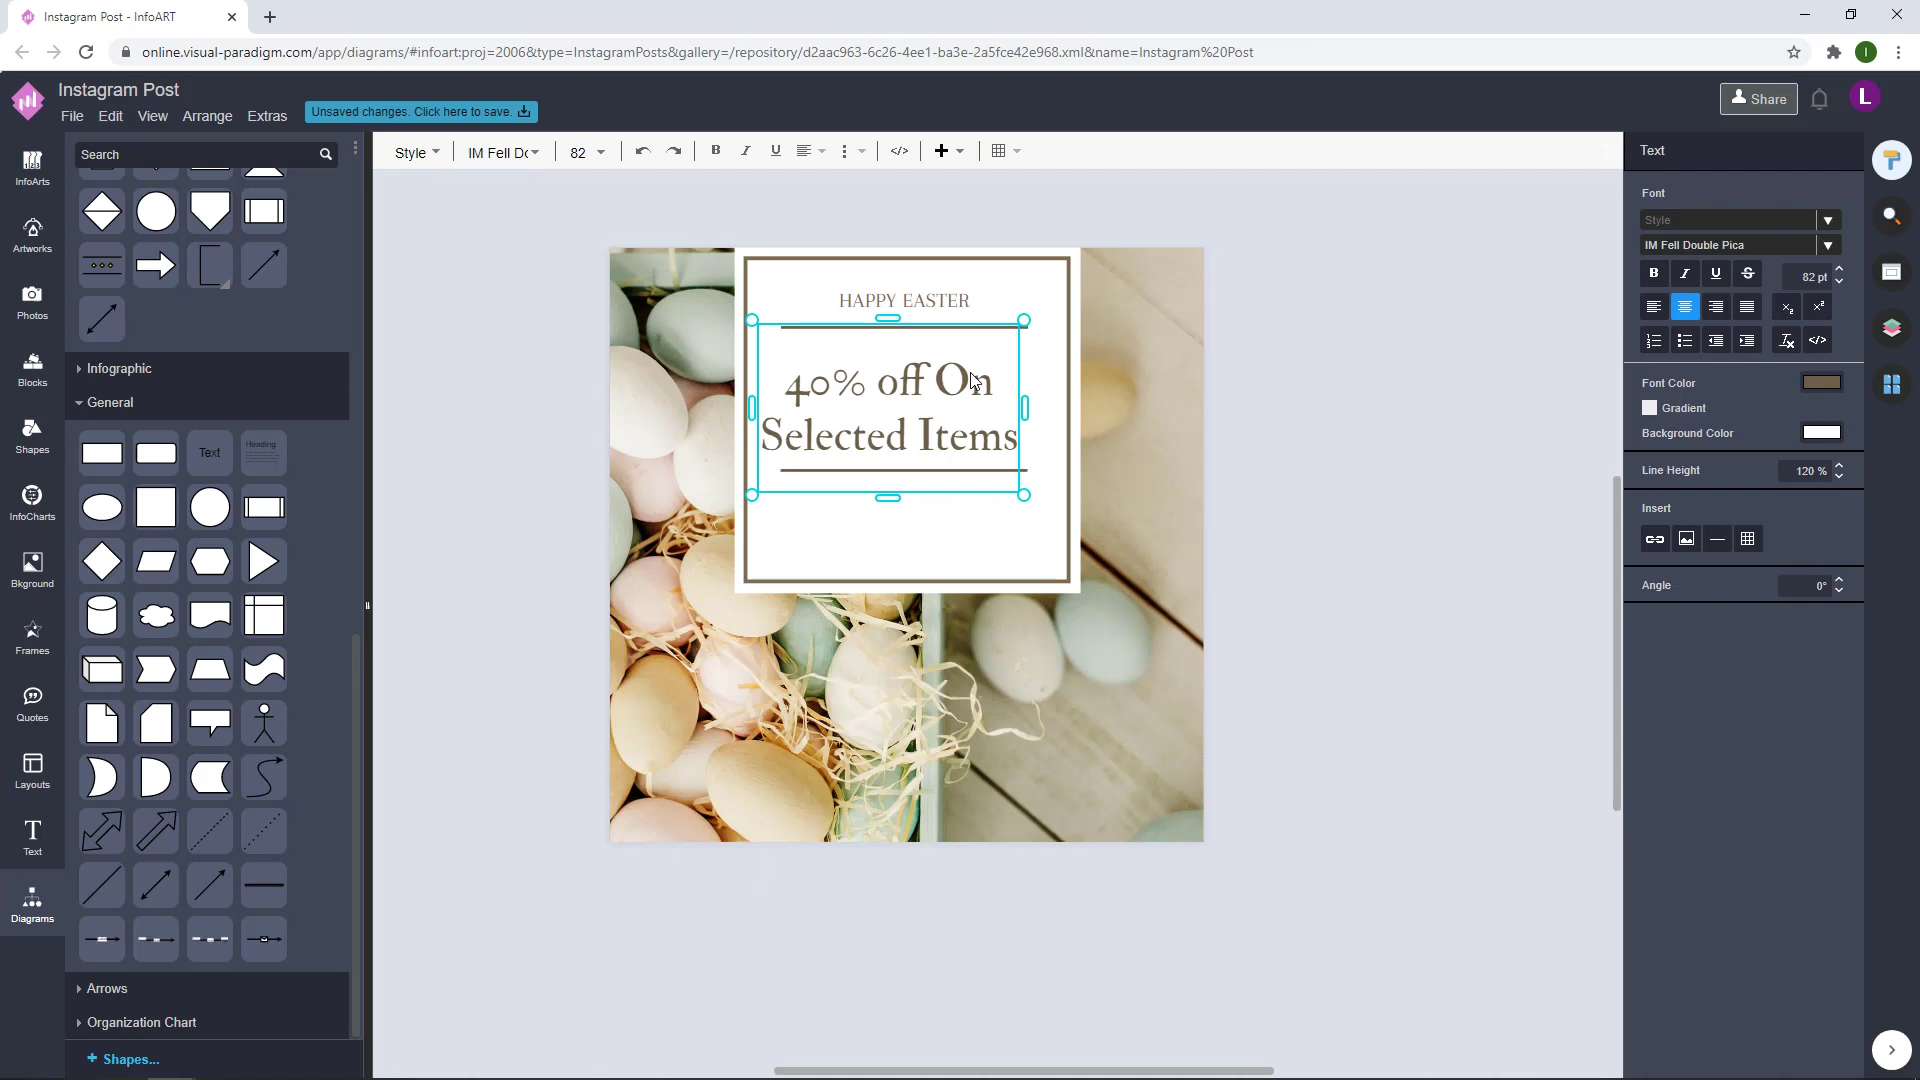 Instagram Post - InfoART
online.visual-paradigm.com/app/diagrams/#infoart:proj=2006&type=InstagramPosts&gallery=/repository/d2aac963-6c26-4ee1-ba3e-2a5fce42e968.xml&name=Instagram%20Post
I
Instagram Post
File Edit View Arrange Extras
Unsaved changes. Click here to save.
Share
L
Search
Style
IM Fell Do
82
B I U
</>
InfoArts
Artworks
Photos
Blocks
Shapes
InfoCharts
Bkground
Frames
Quotes
Layouts
Text
Diagrams
Infographic
General
Text
Heading
Arrows
Organization Chart
+ Shapes...
HAPPY EASTER
40% off On
Selected Items
Text
Font
Style
IM Fell Double Pica
B I U S
82 pt
Font Color
Gradient
Background Color
Line Height
120 %
Insert
Angle
0°